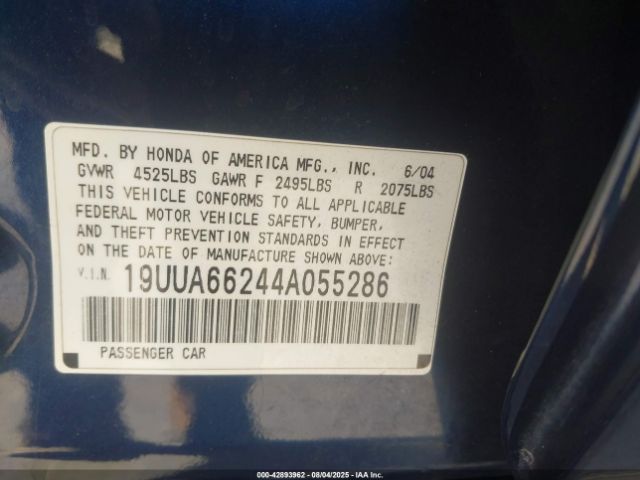 MFD. BY HONDA OF AMERICA MFG., INC. 6/04
GVWR 4525LBS GAWR F 2495LBS R 2075LBS
THIS VEHICLE CONFORMS TO ALL APPLICABLE
FEDERAL MOTOR VEHICLE SAFETY, BUMPER,
AND THEFT PREVENTION STANDARDS IN EFFECT
ON THE DATE OF MANUFACTURE SHOWN ABOVE:
V.I.N. 19UUA66244A055286
PASSENGER CAR
000-42893962 - 08/04/2025 - IAA Inc.